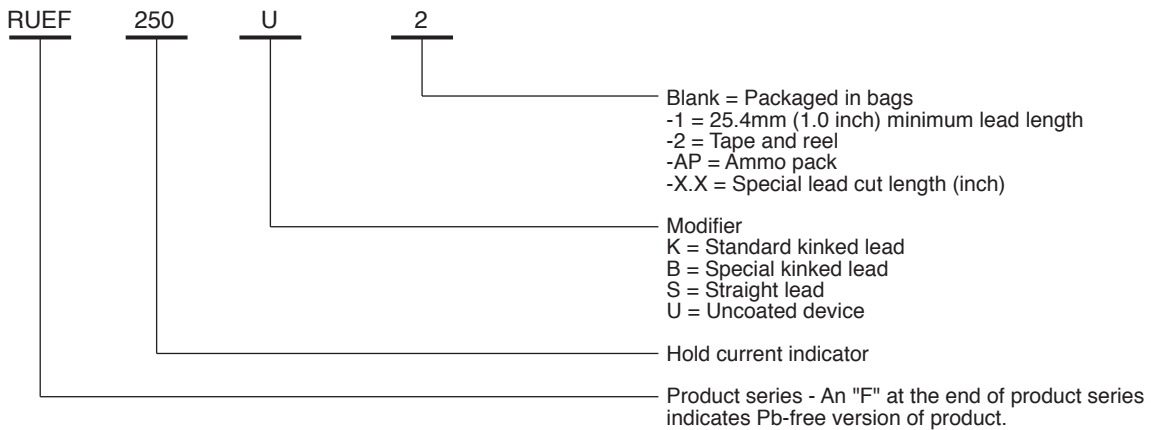 RUEF 250 U 2
Blank = Packaged in bags
-1 = 25.4mm (1.0 inch) minimum lead length
-2 = Tape and reel
-AP = Ammo pack
-X.X = Special lead cut length (inch)
Modifier
K = Standard kinked lead
B = Special kinked lead
S = Straight lead
U = Uncoated device
Hold current indicator
Product series - An "F" at the end of product series
indicates Pb-free version of product.